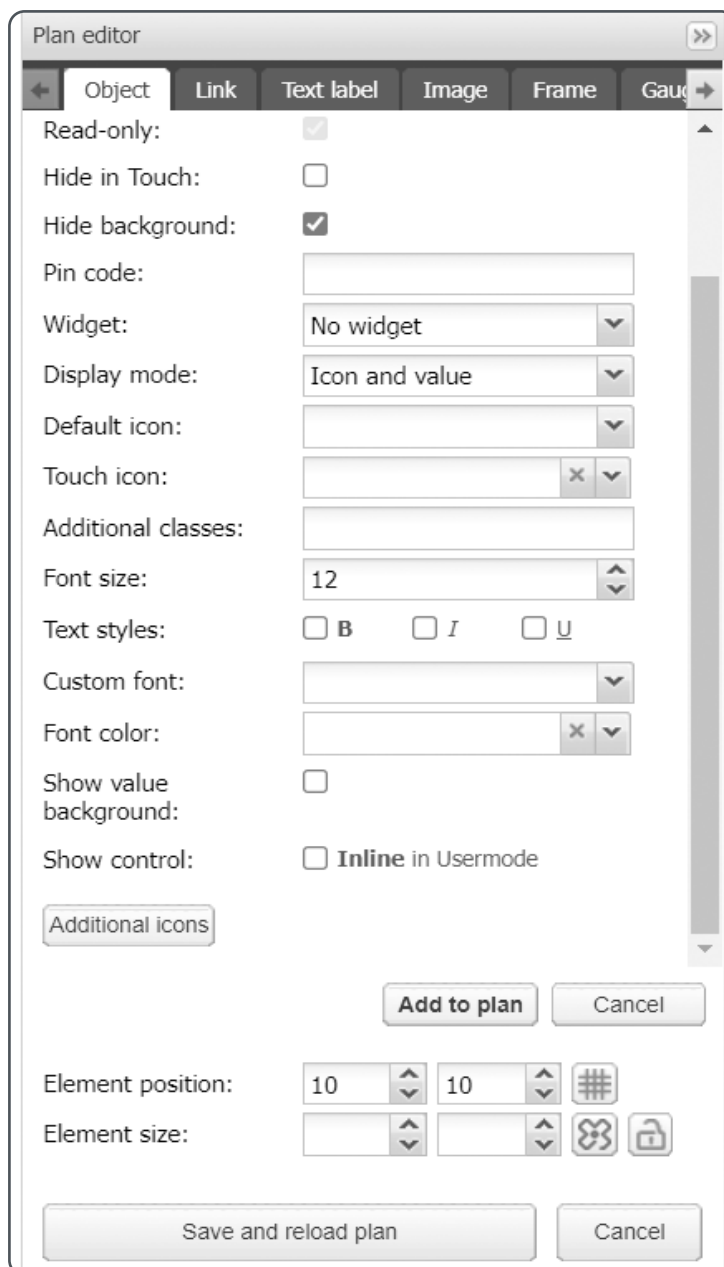 Plan editor
Object Link Text label Image Frame Gaug
Read-only:
Hide in Touch:
Hide background:
Pin code:
Widget: No widget
Display mode: Icon and value
Default icon:
Touch icon:
Additional classes:
Font size: 12
Text styles: B I U
Custom font:
Font color:
Show value
background:
Show control: Inline in Usermode
Additional icons
Add to plan Cancel
Element position: 10 10
Element size:
Save and reload plan Cancel